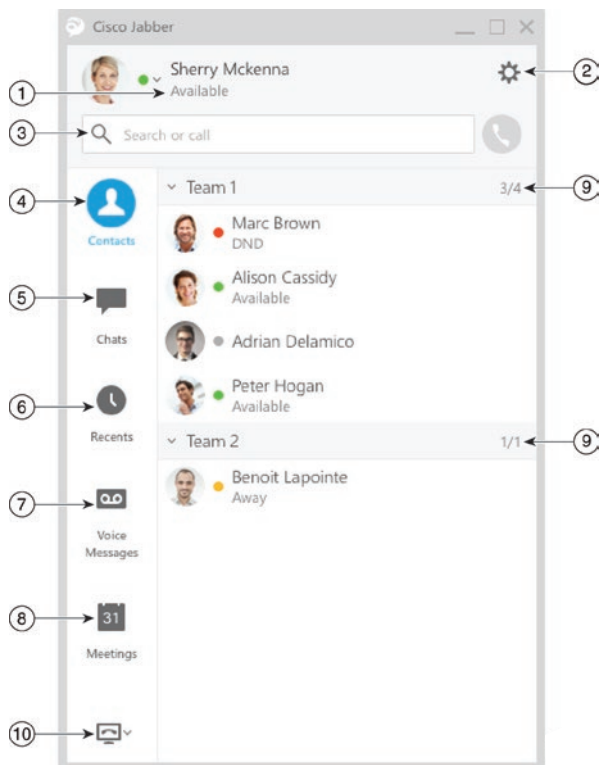 Cisco Jabber
Sherry Mckenna
2
1
Available
3
Search or call
4
Team 1
3/4
9
Contacts
Marc Brown
DND
5
Alison Cassidy
Available
Chats
Adrian Delamico
6
Peter Hogan
Available
Recents
Team 2
1/1
9
7
Benoit Lapointe
Away
Voice
Messages
8
31
Meetings
10